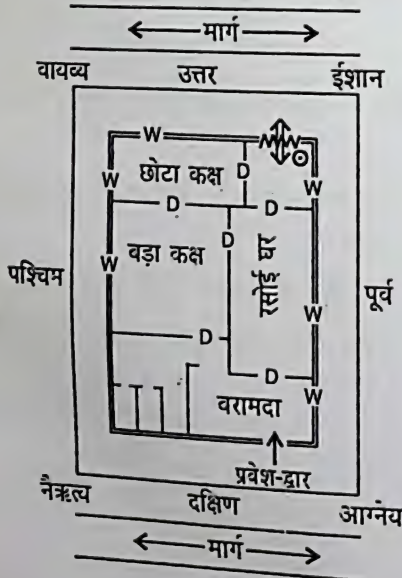 मार्ग
वायव्य उत्तर ईशान
W
W छोटा कक्ष D W
D D
बड़ा कक्ष D
पश्चिम W रसोई घर W पूर्व
D
D
वरामदा W
प्रवेश-द्वार
नैऋत्य दक्षिण आग्नेय
मार्ग